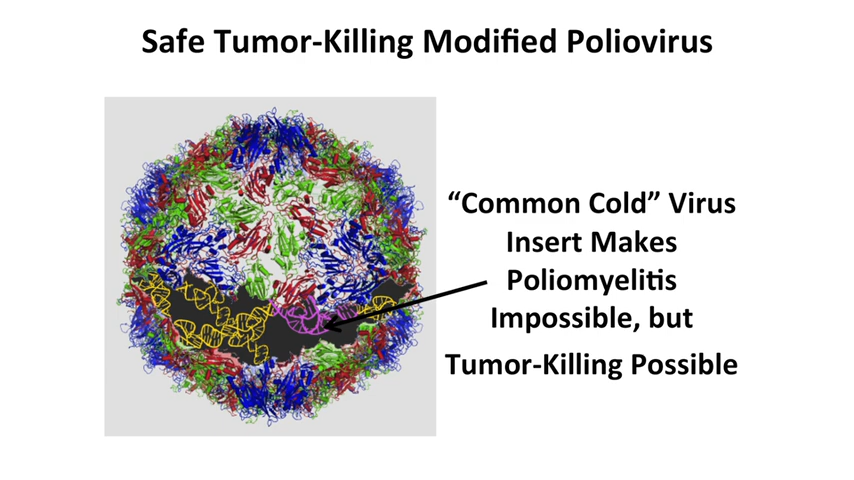 Safe Tumor-Killing Modified Poliovirus
“Common Cold” Virus
Insert Makes
Poliomyelitis
Impossible, but
Tumor-Killing Possible